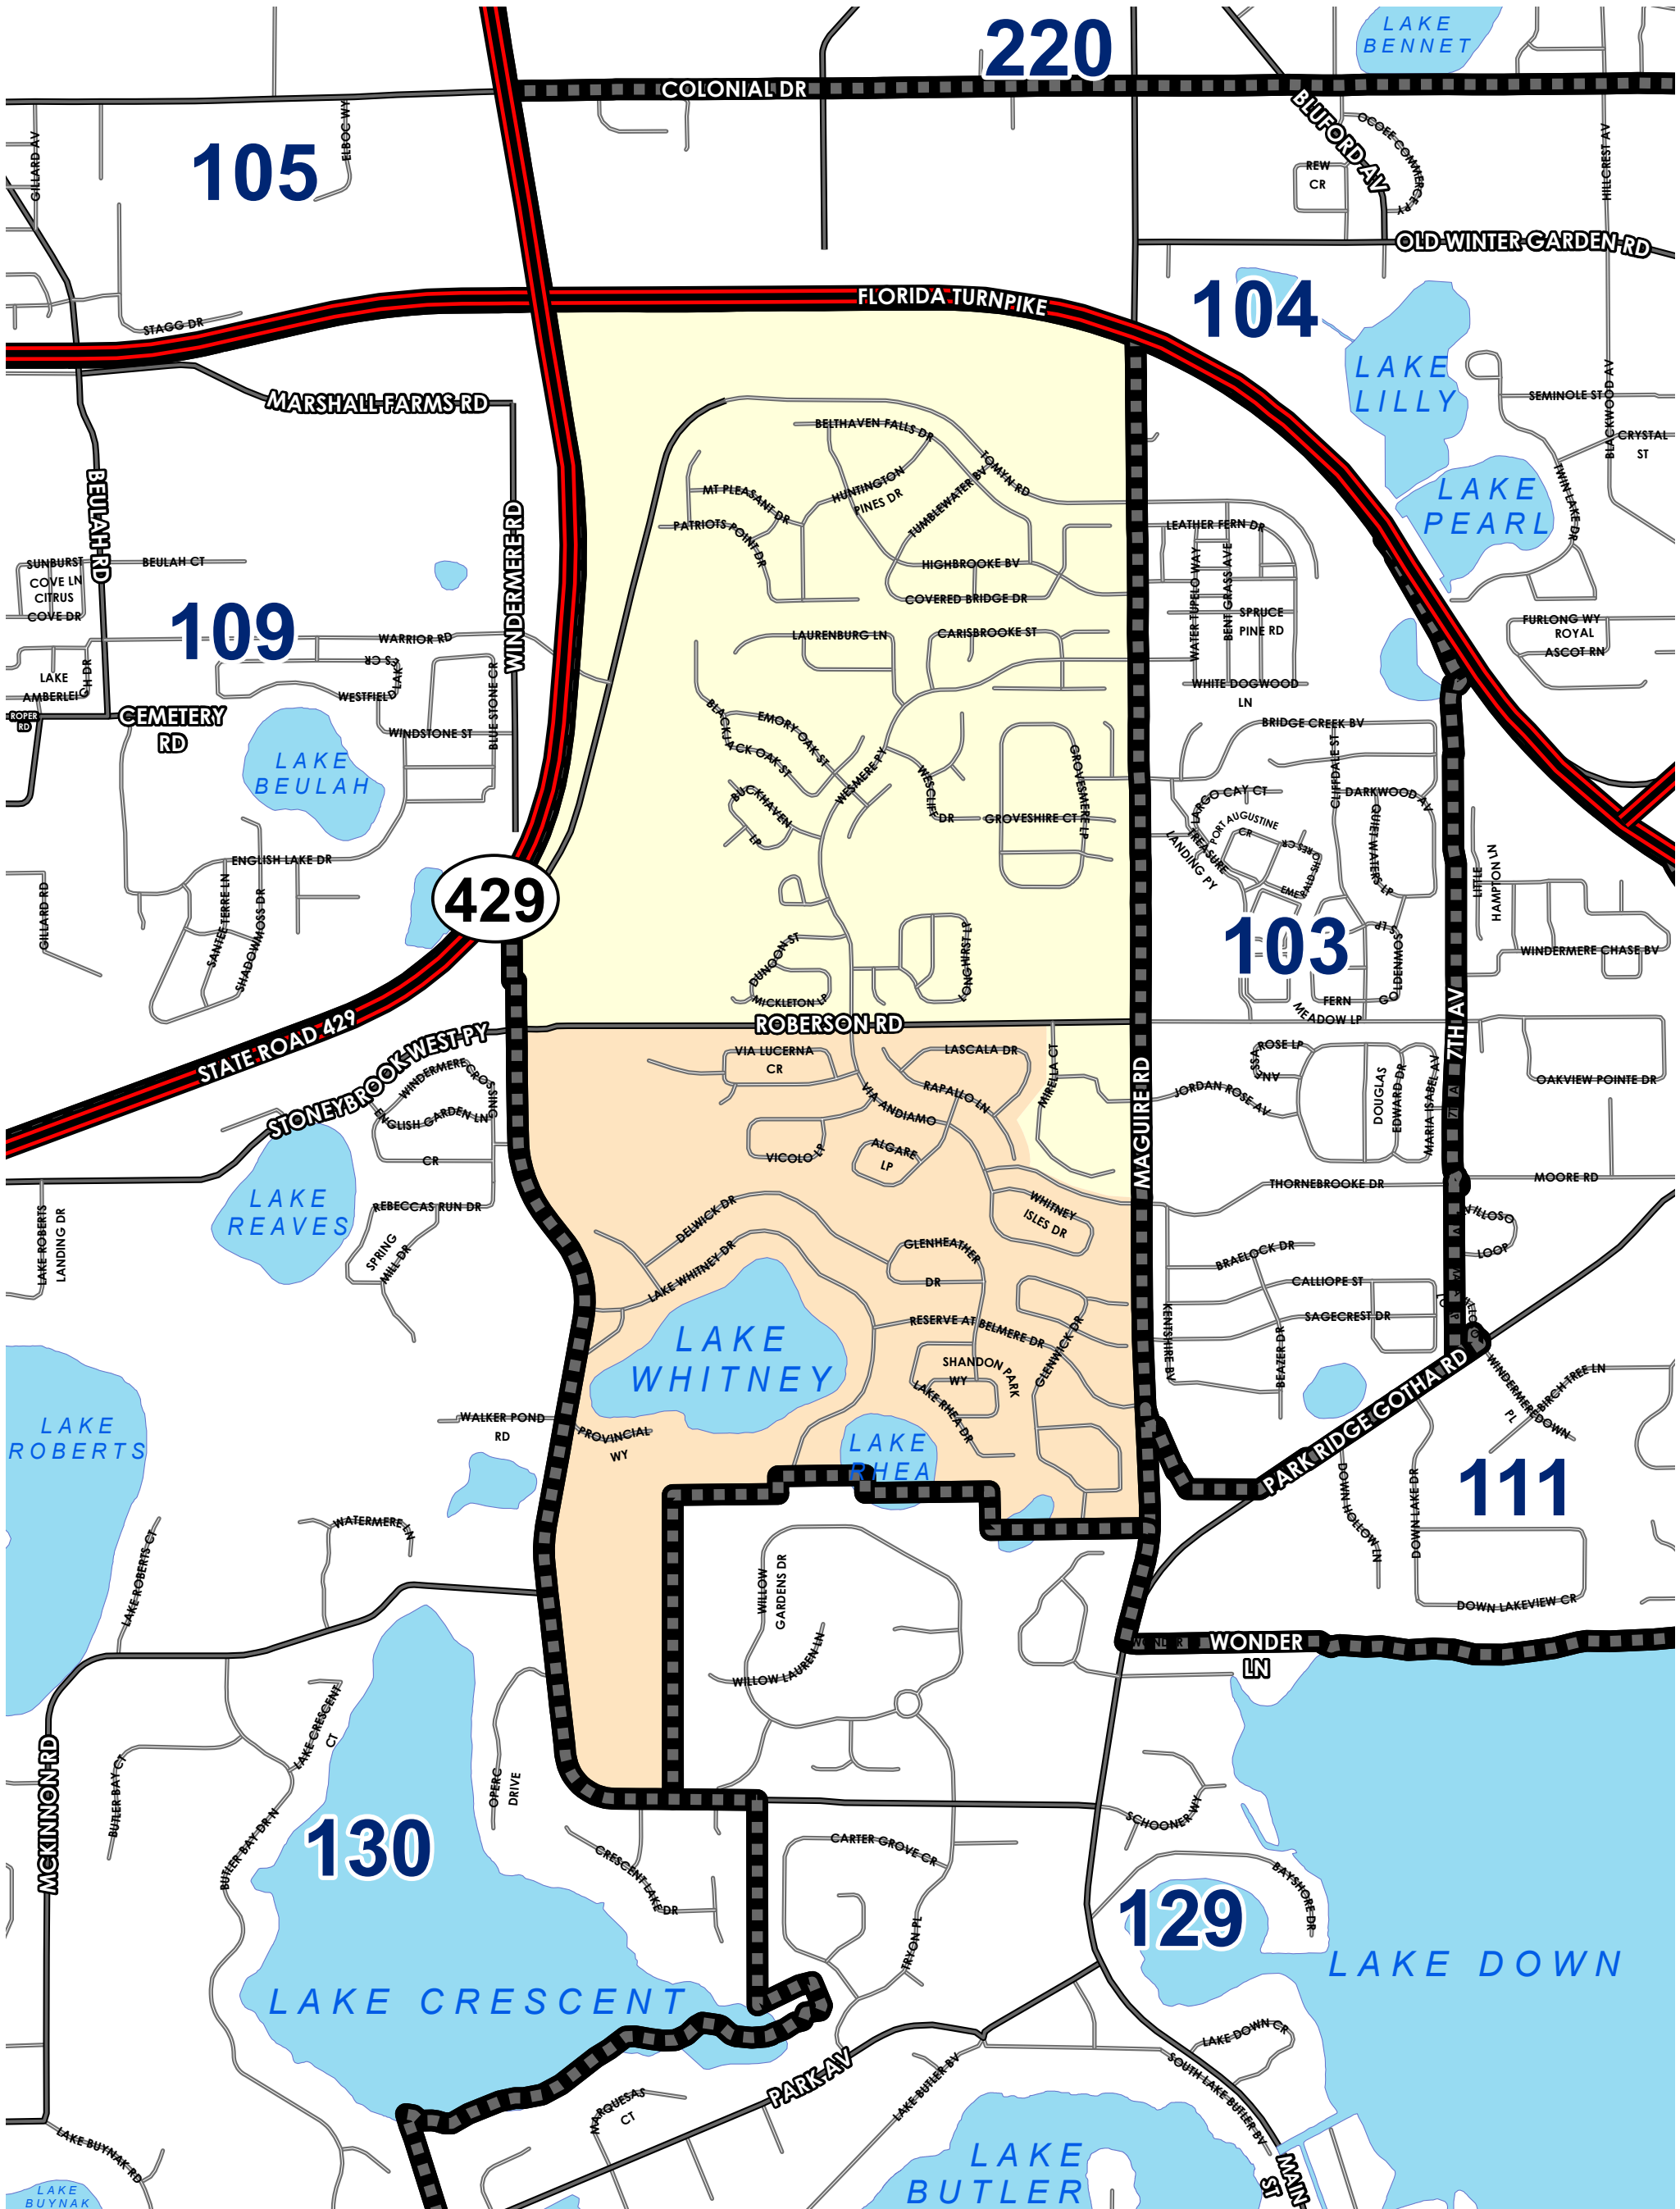 LAKE
BENNET
220
COLONIAL DR
BLUFORD AV
OCOEE COMMERCE PY
HILLCREST AV
GILLARD AV
ELBOC WY
105
REW
CR
OLD WINTER GARDEN RD
104
FLORIDA TURNPIKE
STAGG DR
LAKE
LILLY
MARSHALL FARMS RD
SEMINOLE ST
BLACKWOOD AV
CRYSTAL
ST
BELTHAVEN FALLS DR
TOMYN RD
HUNTINGTON
PINES DR
TUMBLEWATER BV
MT PLEASANT DR
PATRIOTS POINT DR
LAKE
PEARL
TWIN LAKE DR
BEULAH RD
WINDERMERE RD
LEATHER FERN DR
SUNBURST
COVE LN
CITRUS
COVE DR
BEULAH CT
HIGHBROOKE BV
COVERED BRIDGE DR
WATER TUPELO WAY
BENT GRASS AVE
SPRUCE
PINE RD
FURLONG WY
ROYAL
ASCOT RN
109
WARRIOR RD
LAURENBURG LN
CARISBROOKE ST
LAKE
AMBERLEIGH DR
WESTFIELD LAKES CR
BLUE STONE CR
WHITE DOGWOOD
LN
ROPER
RD
CEMETERY
RD
WINDSTONE ST
BLACKJACK OAK ST
EMORY OAK ST
WESMERE PY
BRIDGE CREEK BV
CLIFFDALE ST
LAKE
BEULAH
BUCKHAVEN
LP
WESCLIFF DR
GROVESHIRE CT
GROVESMERE LP
LARGO CAY CT
DARKWOOD AV
PORT AUGUSTINE
CR
TREASURE
LANDING PY
EMERALD SHORES CR
QUIET WATERS LP
LITTLE
HAMPTON LN
ENGLISH LAKE DR
429
GILLARD RD
SANTEE TERRE LN
SHADOWMOSS DR
DUNOON ST
MICKLETON LP
LONGHIRST LP
103
GOLDENMOSS LP
FERN
MEADOW LP
WINDERMERE CHASE BV
7TH AV
ROBERSON RD
STATE ROAD 429
STONEYBROOK WEST PY
WINDERMERE CROSSING
ENGLISH GARDEN LN
CR
VIA LUCERNA
CR
LASCALA DR
RAPALLO LN
MIRELLA CT
MAGUIRE RD
VIA ANDIAMO
VICOLO LP
ALGARE
LP
JORDAN ROSE AV
ANSSA ROSE LP
DOUGLAS
EDWARD DR
MARIA ISABEL AV
OAKVIEW POINTE DR
THORNEBROOKE DR
MOORE RD
LAKE
REAVES
REBECCAS RUN DR
SPRING
MILL DR
LAKE ROBERTS
LANDING DR
DELWICK DR
LAKE WHITNEY DR
WHITNEY
ISLES DR
GLENHEATHER
DR
BRAELOCK DR
CALLIOPE ST
SAGECREST DR
LOOP
LAKE
WHITNEY
RESERVE AT BELMERE DR
SHANDON PARK
WY
GLENWICK DR
LAKE RHEA DR
KENTSHIRE BV
BEAZER DR
PARK RIDGE GOTHA RD
WINDERMERE DOWN
PL
BIRCH TREE LN
LAKE
ROBERTS
WALKER POND
RD
PROVINCIAL
WY
LAKE
RHEA
111
WATERMERE LN
LAKE ROBERTS CT
DOWN HOLLOW LN
DOWN LAKE DR
DOWN LAKEVIEW CR
WILLOW
GARDENS DR
WILLOW LAUREN LN
WONDER
LN
LAKE CRESCENT
CT
MCKINNON RD
BUTLER BAY CT
BUTLER BAY DR N
OPERC
DRIVE
130
SCHOONER WY
CRESCENT LAKE DR
CARTER GROVE CR
BAYSHORE DR
129
TRYON PL
LAKE DOWN
LAKE CRESCENT
LAKE DOWN CR
PARK AV
LAKE BUTLER BV
SOUTH LAKE BUTLER BV
MARQUESAS
CT
LAKE BUYNAK RD
LAKE
BUTLER
MAIN
ST
LAKE
BUYNAK